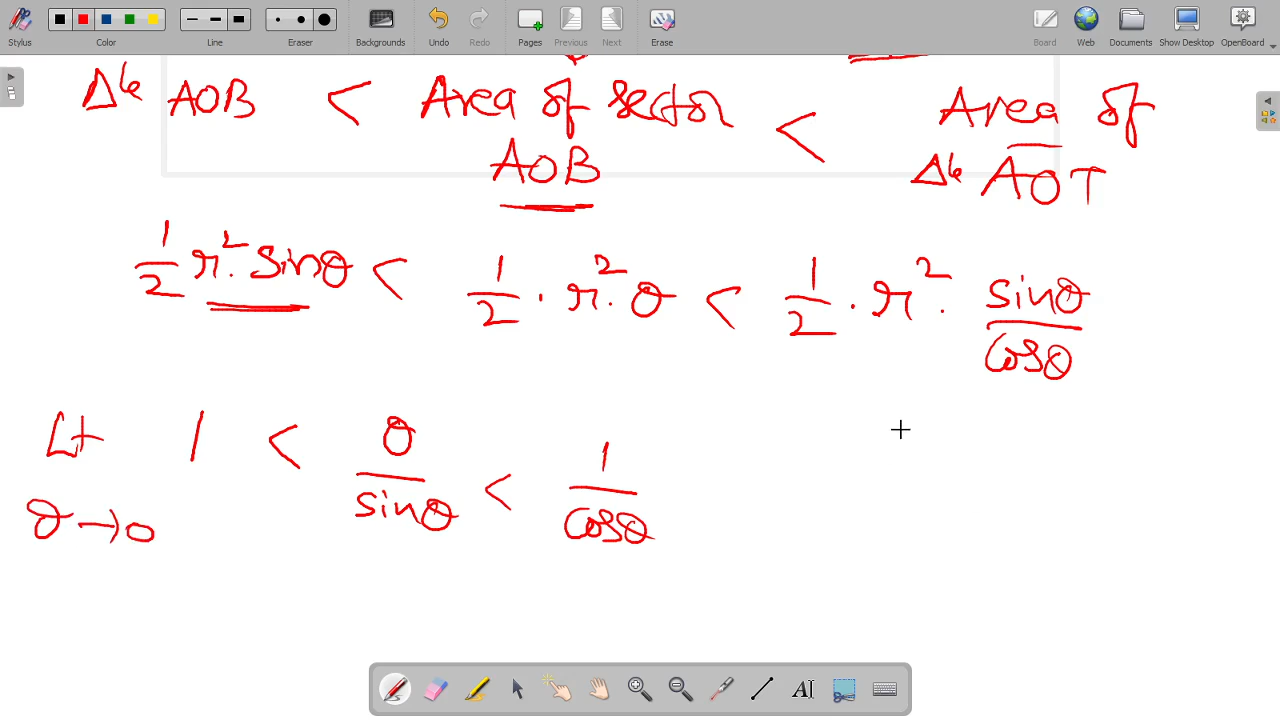 Stylus Color Line Eraser Backgrounds Undo Redo Pages Previous Next Erase Board Web Documents Show Desktop OpenBoard
Δle AOB < Area of sector AOB < Area of Δle AOT
1/2 r². sinθ < 1/2 · r². θ < 1/2 · r². sinθ/cosθ
Lt θ→0 1 < θ/sinθ < 1/cosθ
AI